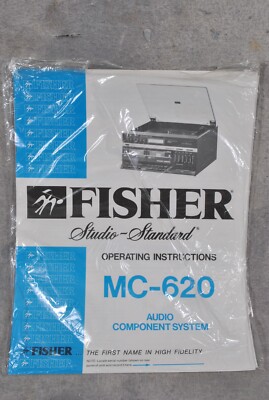 FISHER®
Studio-Standard®
OPERATING INSTRUCTIONS
MC-620
AUDIO
COMPONENT SYSTEM
FISHER
THE FIRST NAME IN HIGH FIDELITY